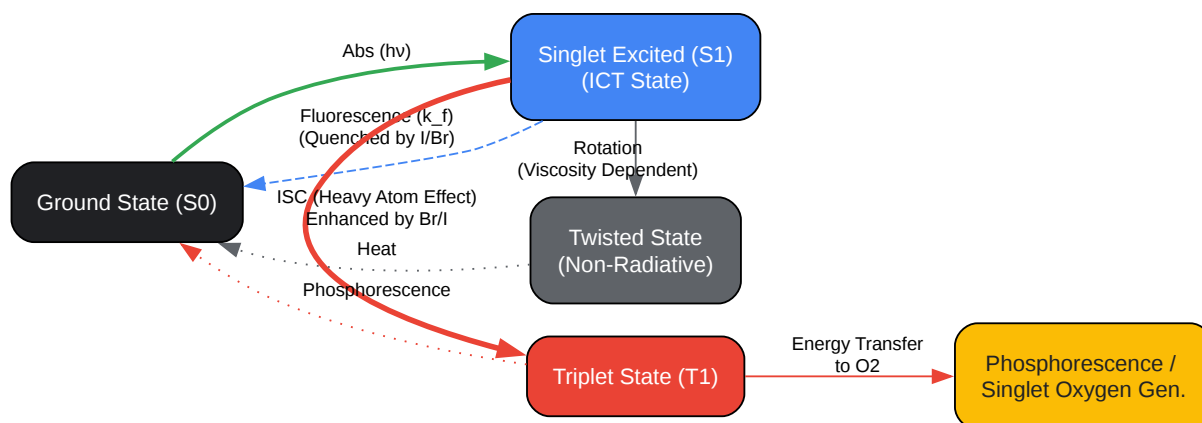 Abs (hν)
Singlet Excited (S1)
(ICT State)
Fluorescence (k_f)
(Quenched by I/Br)
Rotation
(Viscosity Dependent)
Ground State (S0)
ISC (Heavy Atom Effect)
Enhanced by Br/I
Twisted State
(Non-Radiative)
Heat
Phosphorescence
Triplet State (T1)
Energy Transfer
to O2
Phosphorescence /
Singlet Oxygen Gen.